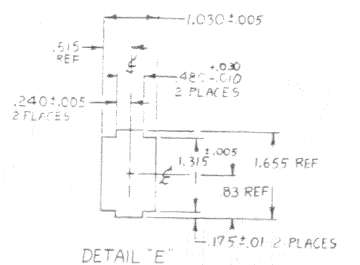 1.030±.005
.515
REF
℄
+.030
.480-.010
2 PLACES
.240±.005
2 PLACES
±.005
1.315
1.655 REF
℄
.83 REF
.175±.01 2 PLACES
DETAIL "E"